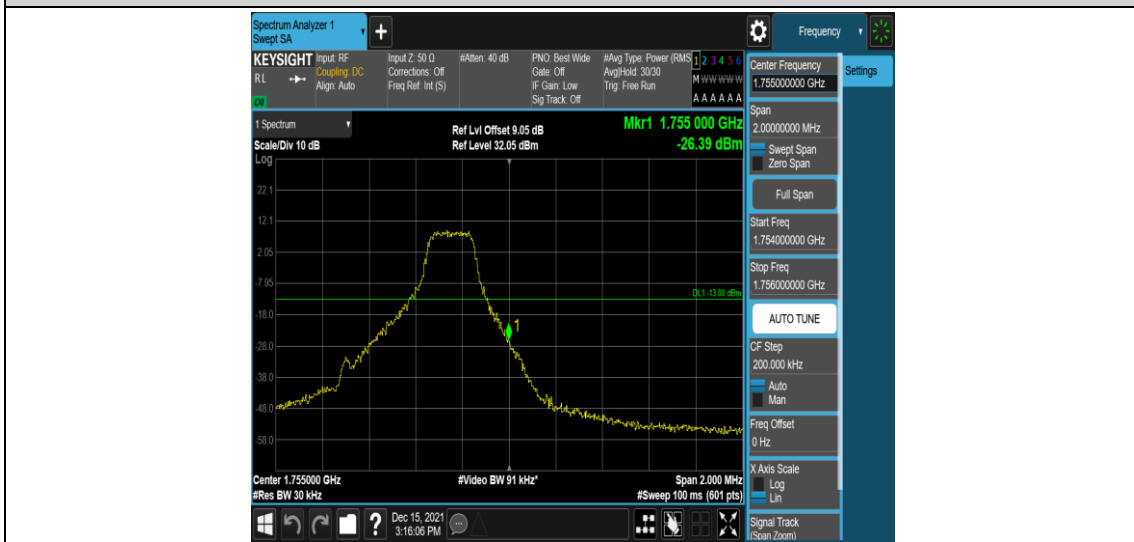 Spectrum Analyzer 1
Swept SA
+
Frequency
KEYSIGHT
RL
LXI
Input: RF
Coupling: DC
Align: Auto
Input Z: 50 Ω
Corrections: Off
Freq Ref: Int (S)
#Atten: 40 dB
PNO: Best Wide
Gate: Off
IF Gain: Low
Sig Track: Off
#Avg Type: Power (RMS
Avg|Hold: 30/30
Trig: Free Run
1 2 3 4 5 6
M W W W W W
A A A A A A
1 Spectrum
Scale/Div 10 dB
Log
Ref Lvl Offset 9.05 dB
Ref Level 32.05 dBm
Mkr1 1.755 000 GHz
-26.39 dBm
22.1
12.1
2.05
-7.95
DL1 -13.00 dBm
-18.0
1
-28.0
-38.0
-48.0
-58.0
Center 1.755000 GHz
#Res BW 30 kHz
#Video BW 91 kHz*
Span 2.000 MHz
#Sweep 100 ms (601 pts)
?
Dec 15, 2021
3:16:06 PM
Center Frequency
1.755000000 GHz
Settings
Span
2.00000000 MHz
Swept Span
Zero Span
Full Span
Start Freq
1.754000000 GHz
Stop Freq
1.756000000 GHz
AUTO TUNE
CF Step
200.000 kHz
Auto
Man
Freq Offset
0 Hz
X Axis Scale
Log
Lin
Signal Track
(Span Zoom)